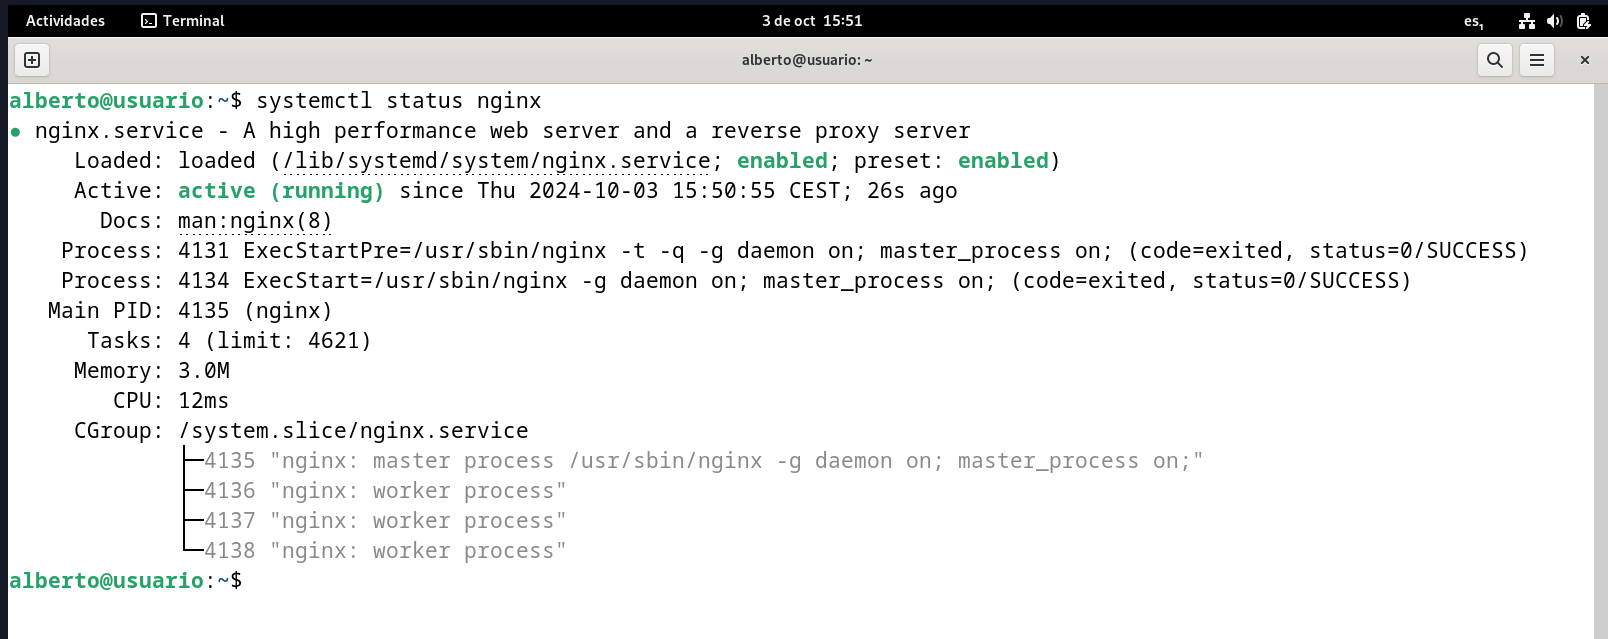 Actividades Terminal 3 de oct 15:51 es₁
alberto@usuario: ~
alberto@usuario:~$ systemctl status nginx
● nginx.service - A high performance web server and a reverse proxy server
     Loaded: loaded (/lib/systemd/system/nginx.service; enabled; preset: enabled)
     Active: active (running) since Thu 2024-10-03 15:50:55 CEST; 26s ago
       Docs: man:nginx(8)
    Process: 4131 ExecStartPre=/usr/sbin/nginx -t -q -g daemon on; master_process on; (code=exited, status=0/SUCCESS)
    Process: 4134 ExecStart=/usr/sbin/nginx -g daemon on; master_process on; (code=exited, status=0/SUCCESS)
   Main PID: 4135 (nginx)
      Tasks: 4 (limit: 4621)
     Memory: 3.0M
        CPU: 12ms
     CGroup: /system.slice/nginx.service
             ├─4135 "nginx: master process /usr/sbin/nginx -g daemon on; master_process on;"
             ├─4136 "nginx: worker process"
             ├─4137 "nginx: worker process"
             └─4138 "nginx: worker process"
alberto@usuario:~$